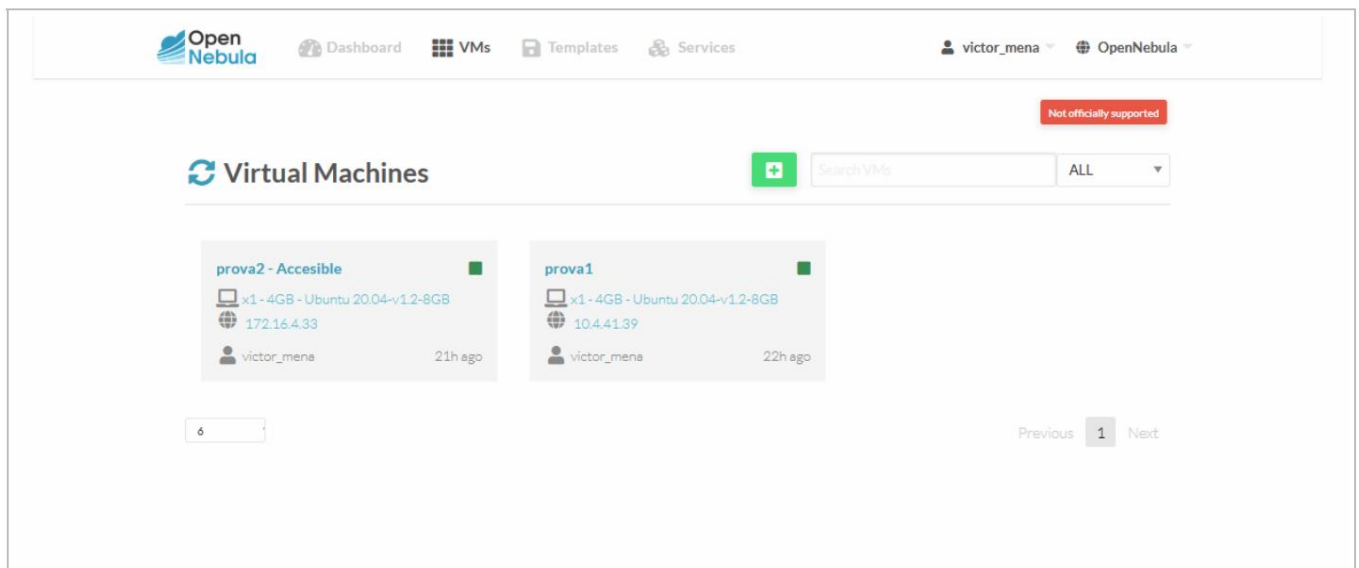 Open Nebula Dashboard VMs Templates Services victor_mena OpenNebula
Not officially supported
Virtual Machines Search VMs ALL
prova2 - Accesible prova1
x1 - 4GB - Ubuntu 20.04-v1.2-8GB x1 - 4GB - Ubuntu 20.04-v1.2-8GB
172.16.4.33 10.4.41.39
victor_mena 21h ago victor_mena 22h ago
6 Previous 1 Next